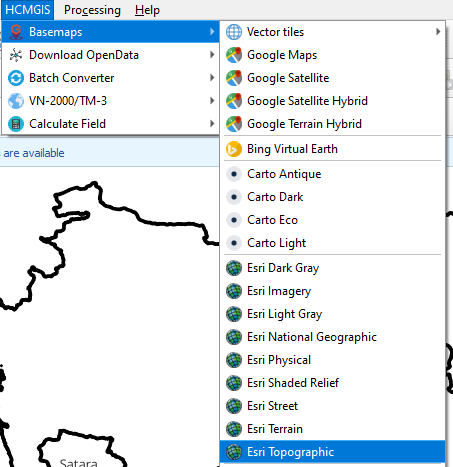 HCMGIS Processing Help
Basemaps
Download OpenData
Batch Converter
VN-2000/TM-3
Calculate Field
are available
Vector tiles
Google Maps
Google Satellite
Google Satellite Hybrid
Google Terrain Hybrid
Bing Virtual Earth
Carto Antique
Carto Dark
Carto Eco
Carto Light
Esri Dark Gray
Esri Imagery
Esri Light Gray
Esri National Geographic
Esri Physical
Esri Shaded Relief
Esri Street
Esri Terrain
Esri Topographic
Satara